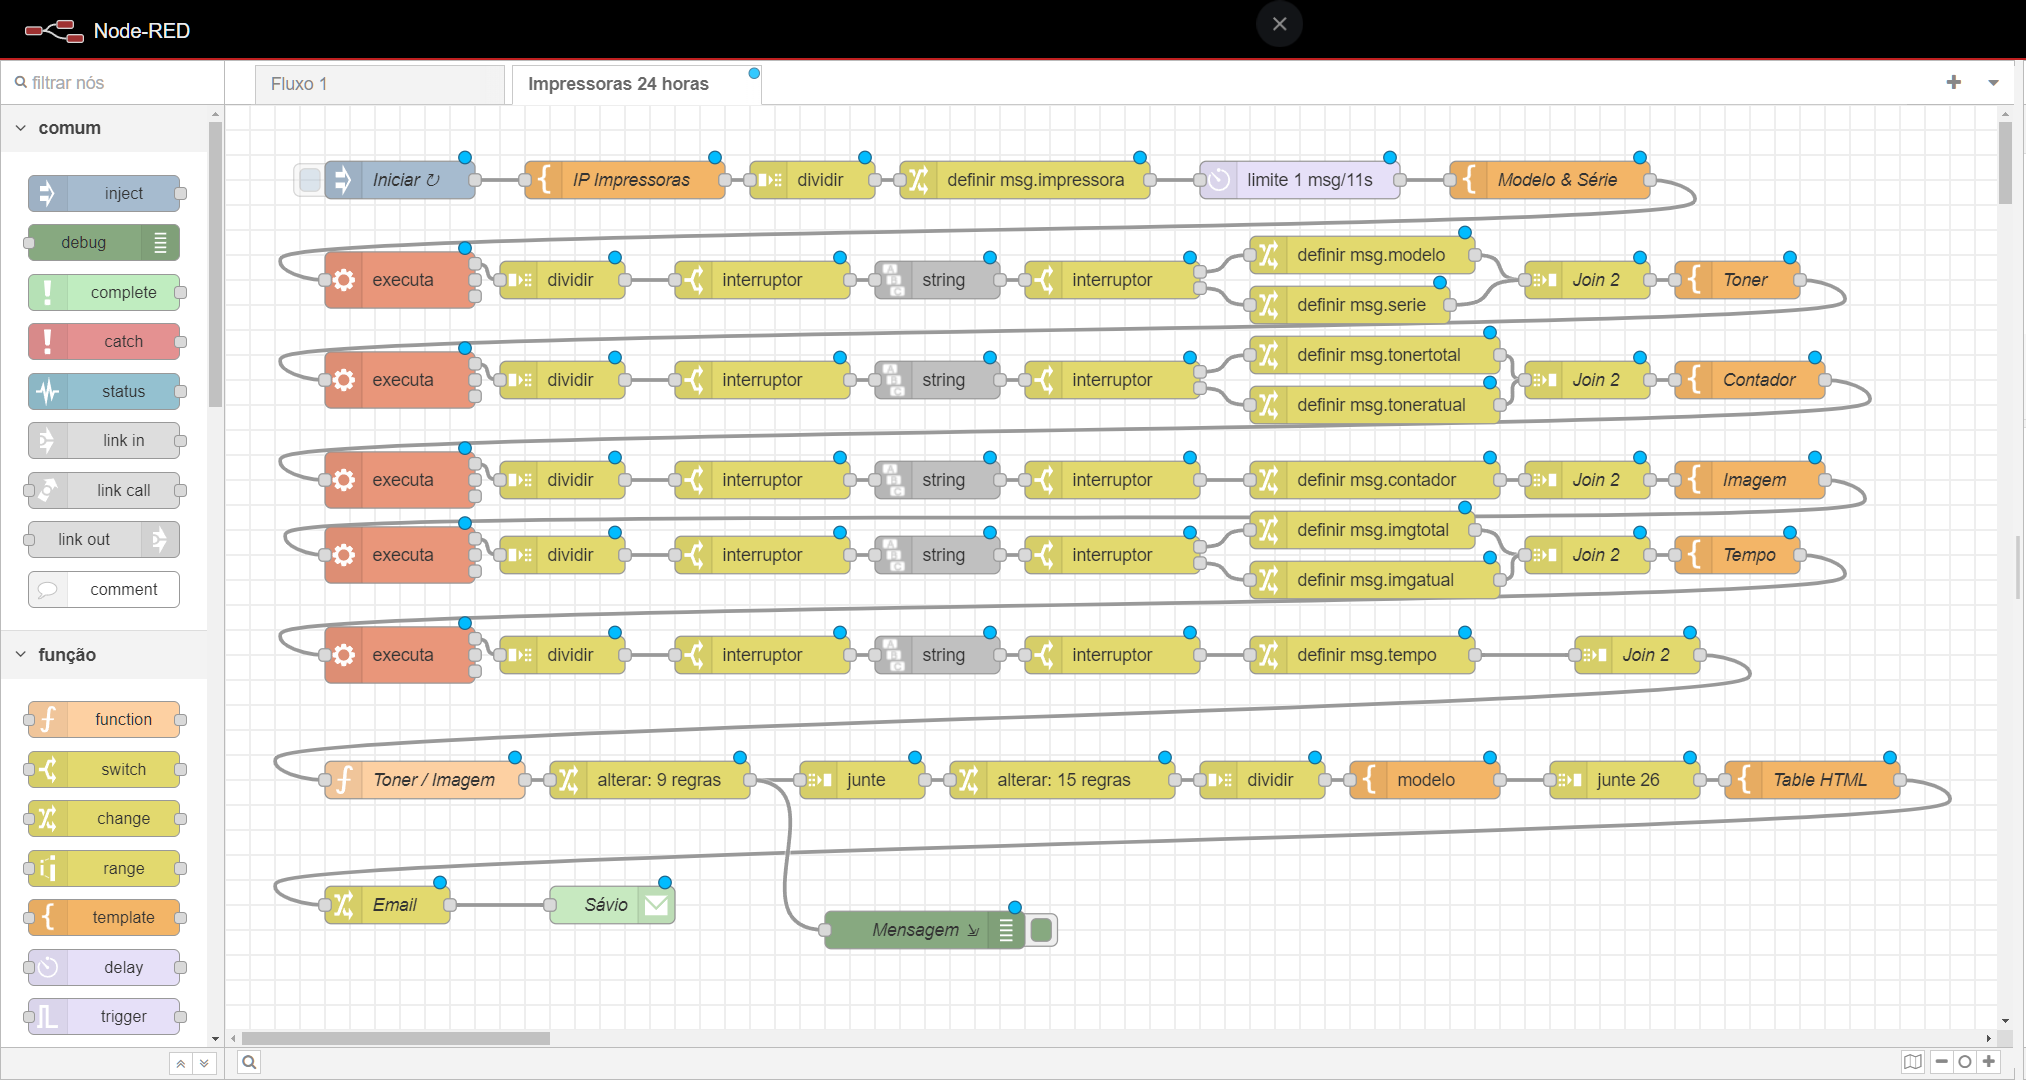 Node-RED
filtrar nós
Fluxo 1
Impressoras 24 horas
comum
inject
debug
complete
catch
status
link in
link call
link out
comment
função
function
switch
change
range
template
delay
trigger
Iniciar ↻
IP Impressoras
dividir
definir msg.impressora
limite 1 msg/11s
Modelo & Série
executa
dividir
interruptor
string
interruptor
definir msg.modelo
definir msg.serie
Join 2
Toner
executa
dividir
interruptor
string
interruptor
definir msg.tonertotal
definir msg.toneratual
Join 2
Contador
executa
dividir
interruptor
string
interruptor
definir msg.contador
Join 2
Imagem
executa
dividir
interruptor
string
interruptor
definir msg.imgtotal
definir msg.imgatual
Join 2
Tempo
executa
dividir
interruptor
string
interruptor
definir msg.tempo
Join 2
Toner / Imagem
alterar: 9 regras
junte
alterar: 15 regras
dividir
modelo
junte 26
Table HTML
Email
Sávio
Mensagem ⇲